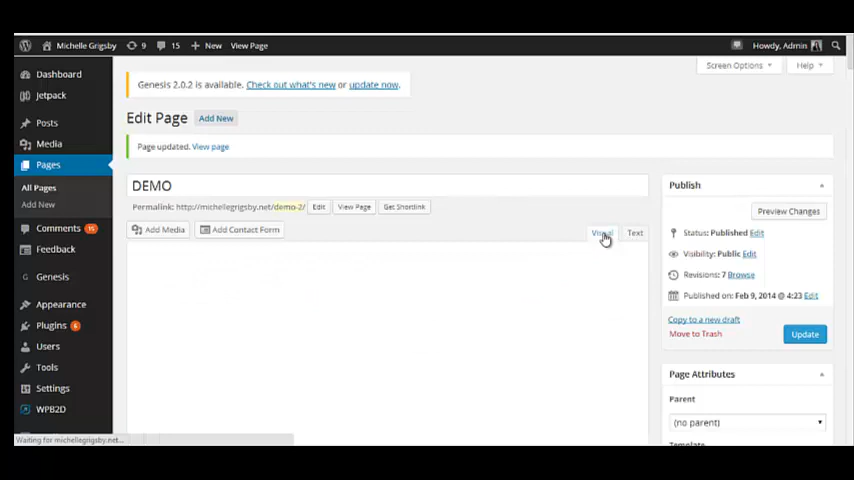 Michelle Grigsby 9 15 + New View Page Howdy, Admin
Screen Options Help
Dashboard
Jetpack
Posts
Media
Pages
All Pages
Add New
Comments 15
Feedback
Genesis
Appearance
Plugins 6
Users
Tools
Settings
WPB2D
Genesis 2.0.2 is available. Check out what's new or update now.
Edit Page Add New
Page updated. View page
DEMO
Permalink: http://michellegrigsby.net/demo-2/ Edit View Page Get Shortlink
Add Media Add Contact Form
Visual Text
Publish
Preview Changes
Status: Published Edit
Visibility: Public Edit
Revisions: 7 Browse
Published on: Feb 9, 2014 @ 4:23 Edit
Copy to a new draft
Move to Trash Update
Page Attributes
Parent
(no parent)
Template
Waiting for michellegrigsby.net...